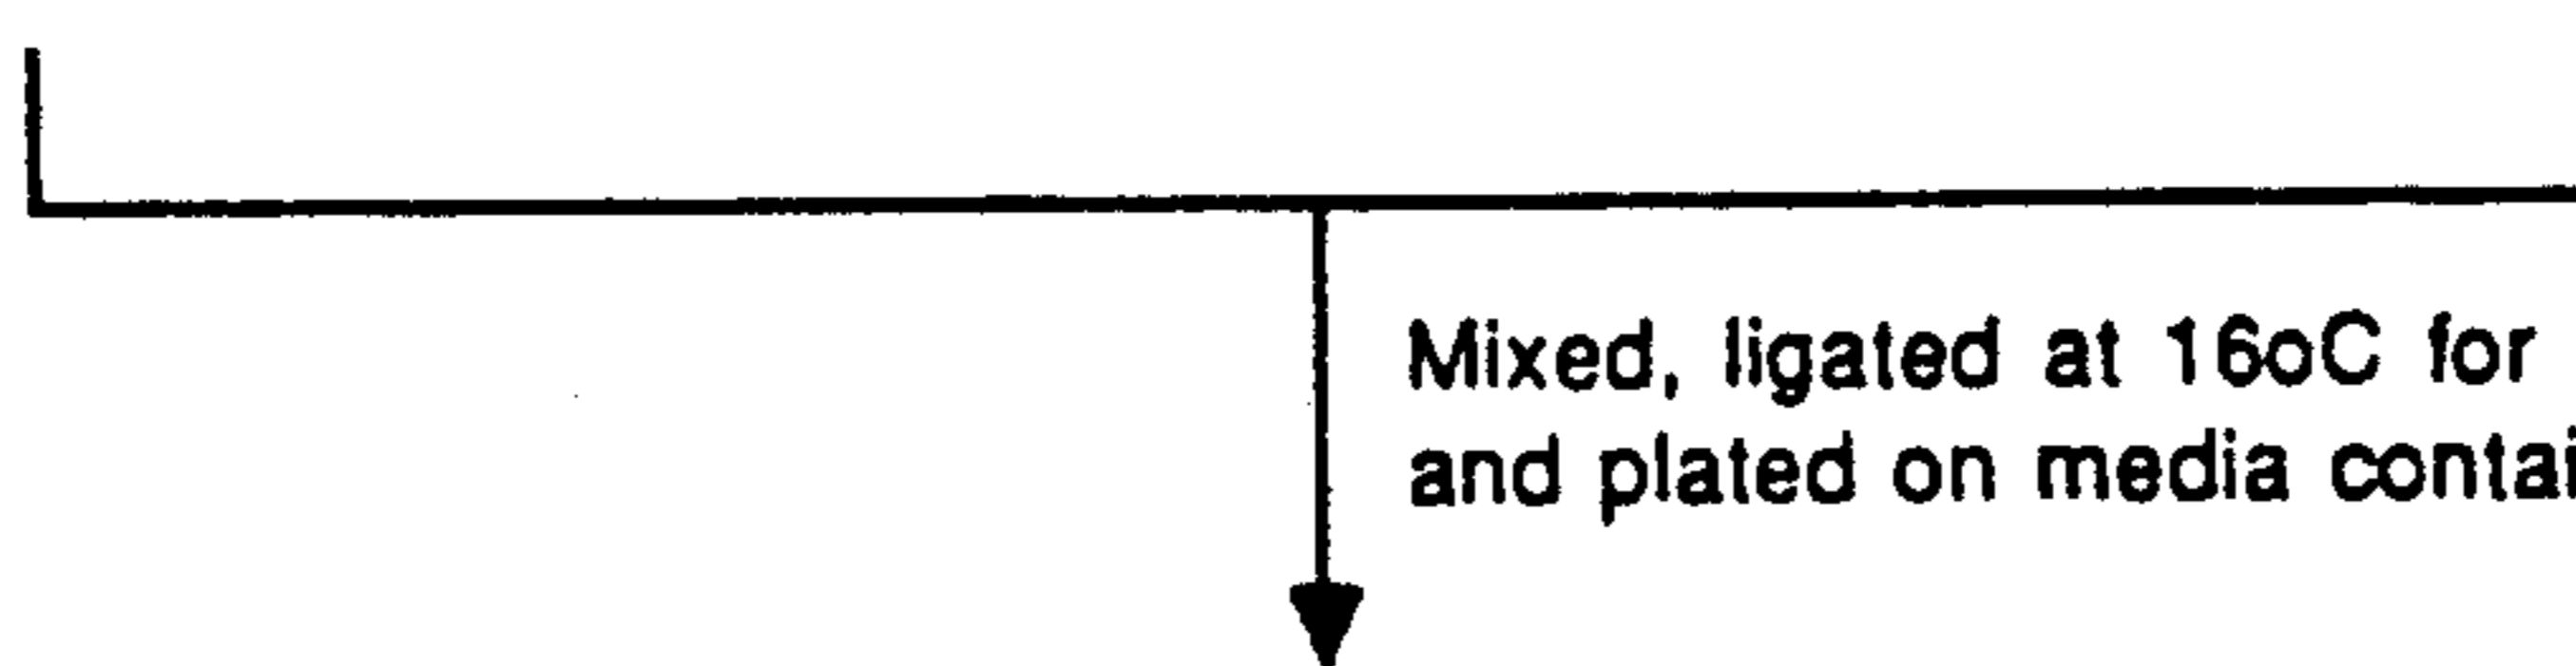 Mixed, ligated at 16oC for
and plated on media contai